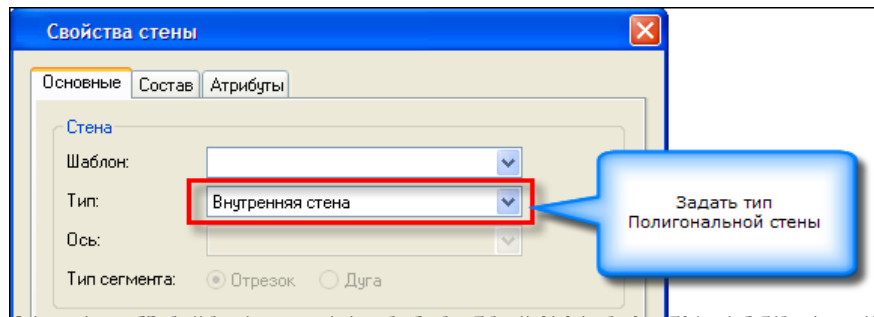 Свойства стены
Основные Состав Атрибуты
Стена
Шаблон:
Тип: Внутренняя стена
Задать тип
Полигональной стены
Ось:
Тип сегмента: Отрезок Дуга